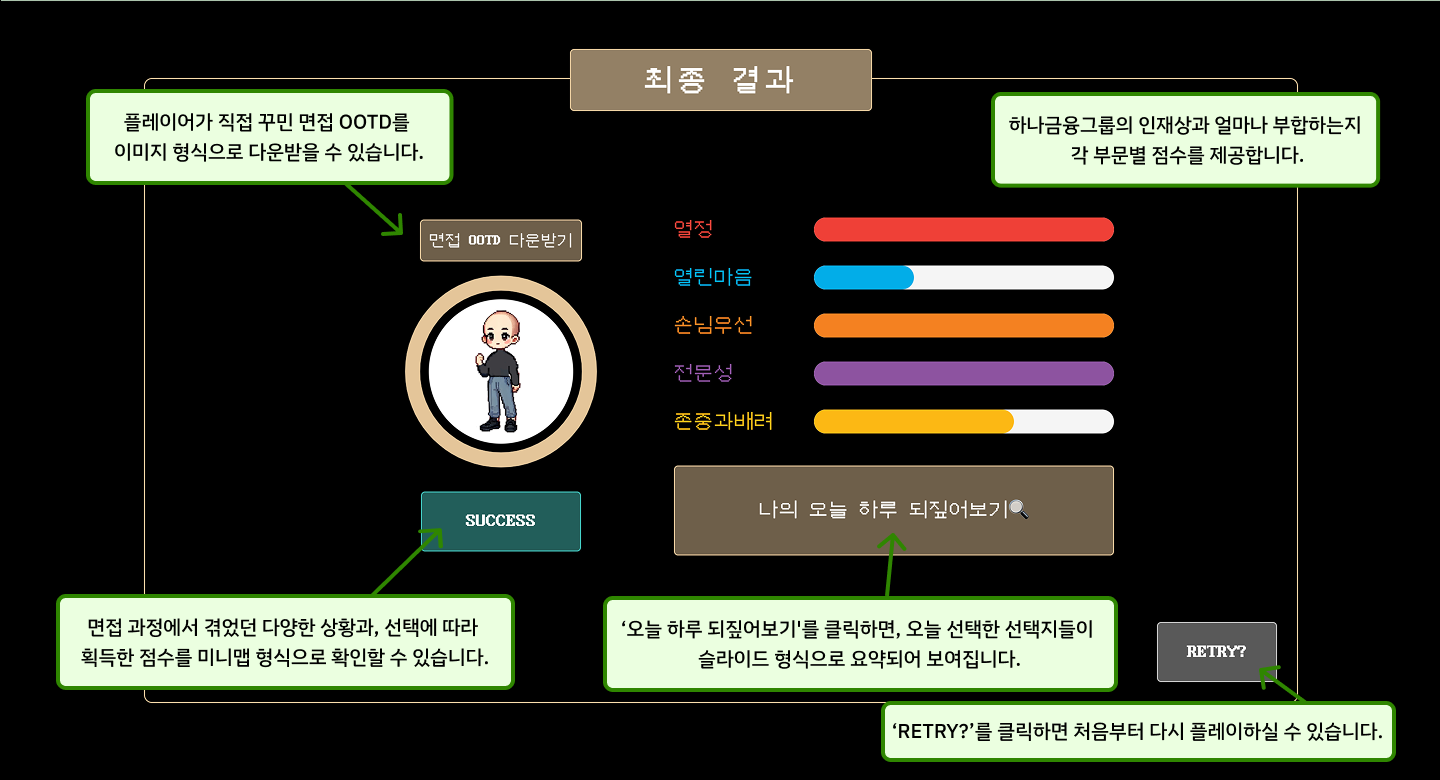 최종 결과
플레이어가 직접 꾸민 면접 OOTD를
이미지 형식으로 다운받을 수 있습니다.
하나금융그룹의 인재상과 얼마나 부합하는지
각 부문별 점수를 제공합니다.
면접 OOTD 다운받기
열정
열린마음
손님우선
전문성
존중과배려
SUCCESS
나의 오늘 하루 되짚어보기
면접 과정에서 겪었던 다양한 상황과, 선택에 따라
획득한 점수를 미니맵 형식으로 확인할 수 있습니다.
‘오늘 하루 되짚어보기'를 클릭하면, 오늘 선택한 선택지들이
슬라이드 형식으로 요약되어 보여집니다.
RETRY?
‘RETRY?’를 클릭하면 처음부터 다시 플레이하실 수 있습니다.